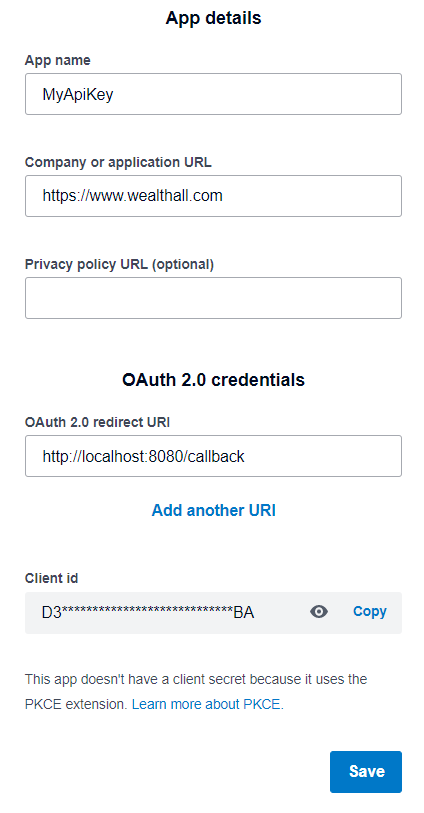 App details
App name
MyApiKey
Company or application URL
https://www.wealthall.com
Privacy policy URL (optional)
OAuth 2.0 credentials
OAuth 2.0 redirect URI
http://localhost:8080/callback
Add another URI
Client id
D3****************************BA Copy
This app doesn't have a client secret because it uses the
PKCE extension. Learn more about PKCE.
Save